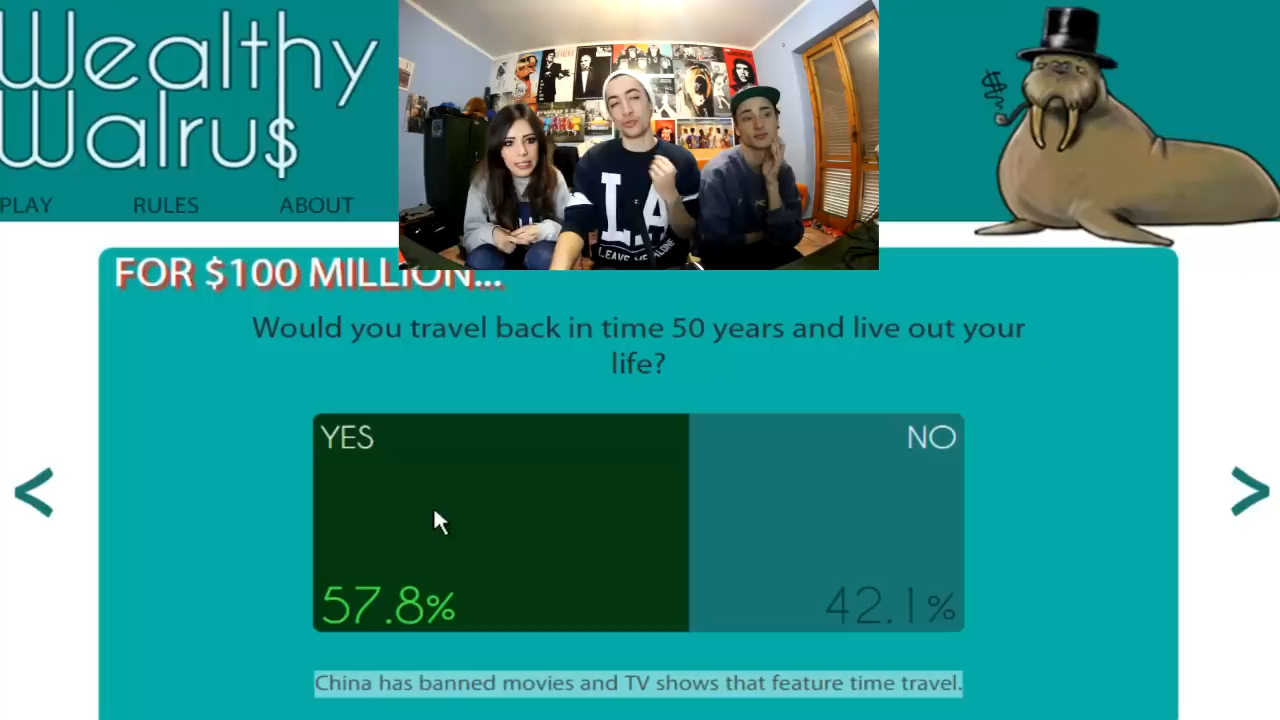 Wealthy
Walru$
PLAY RULES ABOUT
L.A
LEAVE ME ALONE
FOR $100 MILLION...
Would you travel back in time 50 years and live out your
life?
YES NO
< >
57.8% 42.1%
China has banned movies and TV shows that feature time travel.